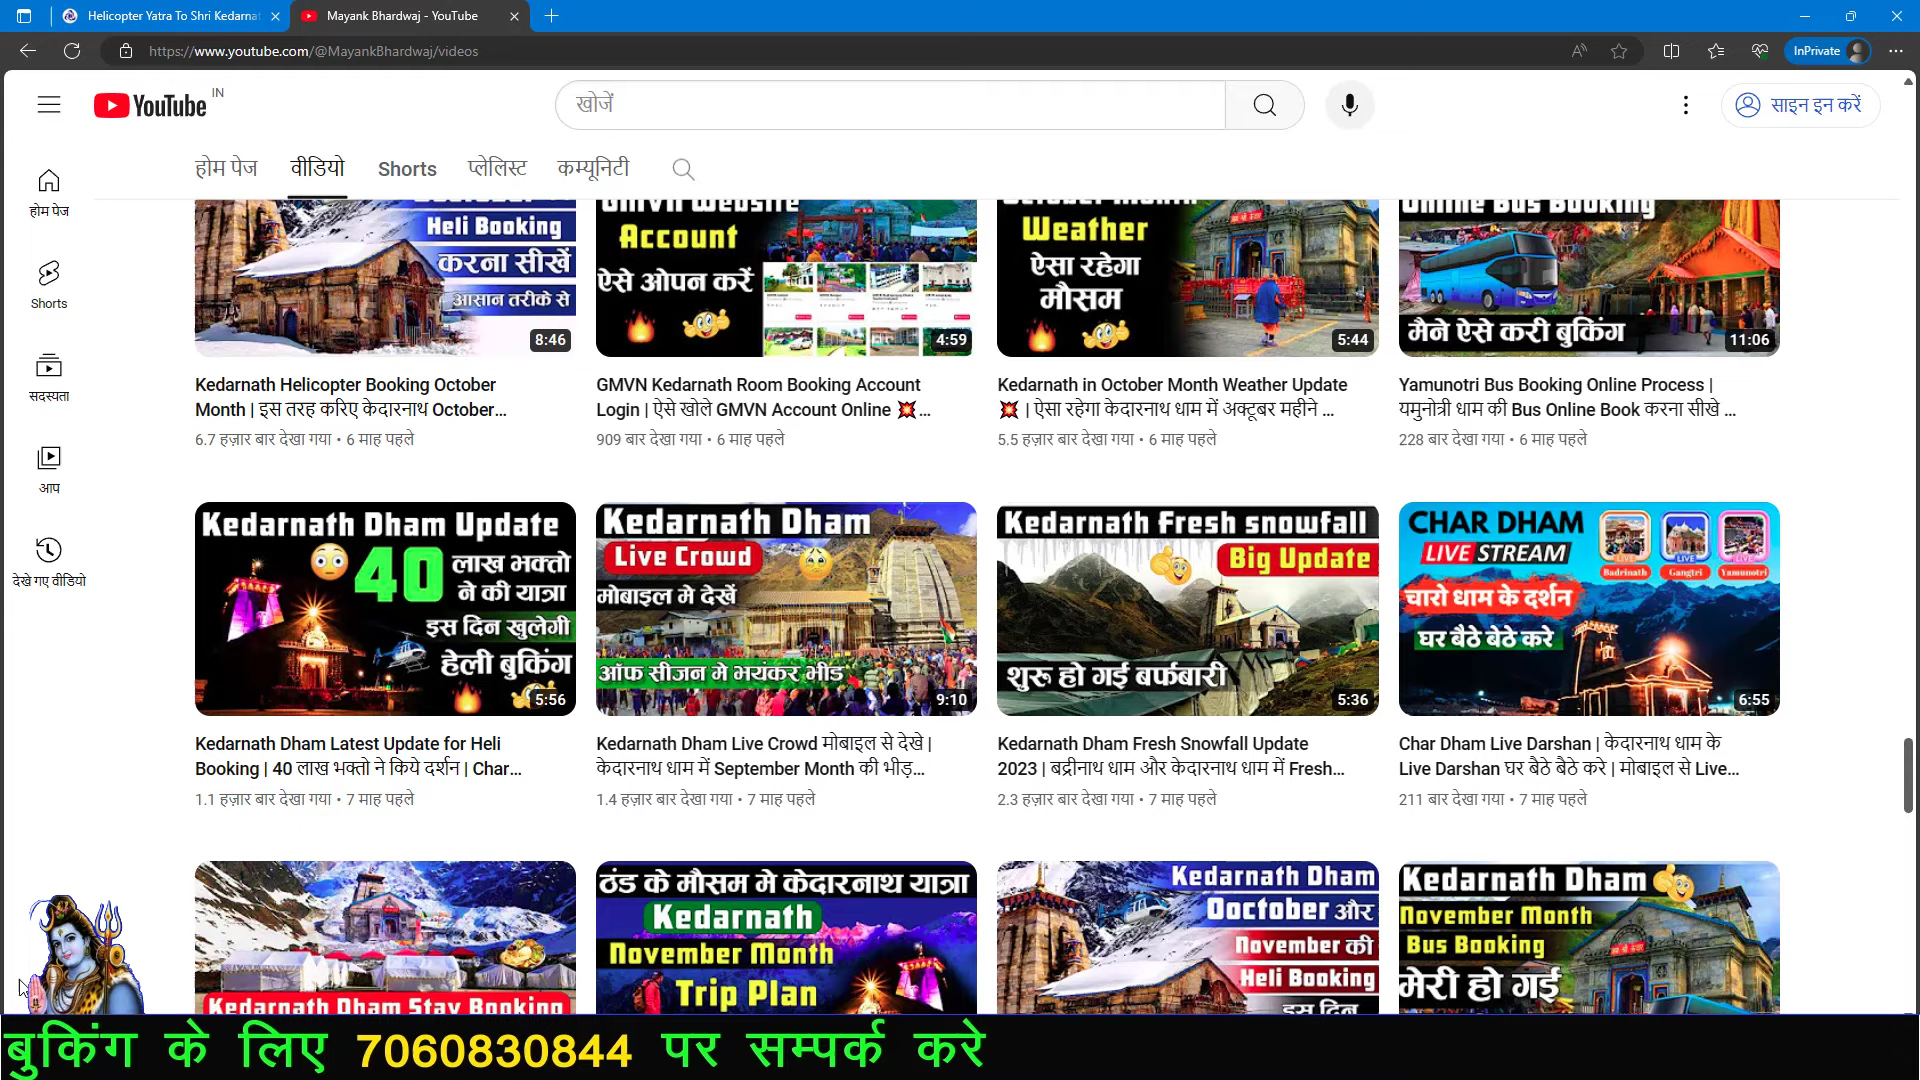 Helicopter Yatra To Shri Kedarnat
Mayank Bhardwaj - YouTube
https://www.youtube.com/@MayankBhardwaj/videos
InPrivate
YouTube IN
खोजें
साइन इन करें
होम पेज
वीडियो
Shorts
प्लेलिस्ट
कम्यूनिटी
होम पेज
Shorts
सदस्यता
आप
देखे गए वीडियो
Heli Booking
करना सीखें
आसान तरीके से
8:46
GMVN Website
Account
ऐसे ओपन करें
4:59
October Month
Weather
ऐसा रहेगा
मौसम
5:44
Online Bus Booking
मैने ऐसे करी बुकिंग
11:06
Kedarnath Helicopter Booking October
Month | इस तरह करिए केदारनाथ October...
6.7 हज़ार बार देखा गया • 6 माह पहले
GMVN Kedarnath Room Booking Account
Login | ऐसे खोले GMVN Account Online 💥...
909 बार देखा गया • 6 माह पहले
Kedarnath in October Month Weather Update
💥 | ऐसा रहेगा केदारनाथ धाम में अक्टूबर महीने ...
5.5 हज़ार बार देखा गया • 6 माह पहले
Yamunotri Bus Booking Online Process |
यमुनोत्री धाम की Bus Online Book करना सीखे ...
228 बार देखा गया • 6 माह पहले
Kedarnath Dham Update
40 लाख भक्तो
ने की यात्रा
इस दिन खुलेगी
हेली बुकिंग
5:56
Kedarnath Dham
Live Crowd
मोबाइल मे देखें
ऑफ सीजन मे भयंकर भीड़
9:10
Kedarnath Fresh snowfall
Big Update
शुरू हो गई बर्फबारी
5:36
CHAR DHAM
LIVE STREAM
Badrinath
Gangtri
Yamunotri
चारो धाम के दर्शन
घर बैठे बेठे करे
6:55
Kedarnath Dham Latest Update for Heli
Booking | 40 लाख भक्तो ने किये दर्शन | Char...
1.1 हज़ार बार देखा गया • 7 माह पहले
Kedarnath Dham Live Crowd मोबाइल से देखे |
केदारनाथ धाम में September Month की भीड़...
1.4 हज़ार बार देखा गया • 7 माह पहले
Kedarnath Dham Fresh Snowfall Update
2023 | बद्रीनाथ धाम और केदारनाथ धाम में Fresh...
2.3 हज़ार बार देखा गया • 7 माह पहले
Char Dham Live Darshan | केदारनाथ धाम के
Live Darshan घर बैठे बैठे करे | मोबाइल से Live...
211 बार देखा गया • 7 माह पहले
Kedarnath Dham Stay Booking
ठंड के मौसम मे केदारनाथ यात्रा
Kedarnath
November Month
Trip Plan
Kedarnath Dham
Ooctober और
November की
Heli Booking
इस दिन
Kedarnath Dham
November Month
Bus Booking
मेरी हो गई
बुकिंग के लिए 7060830844 पर सम्पर्क करे